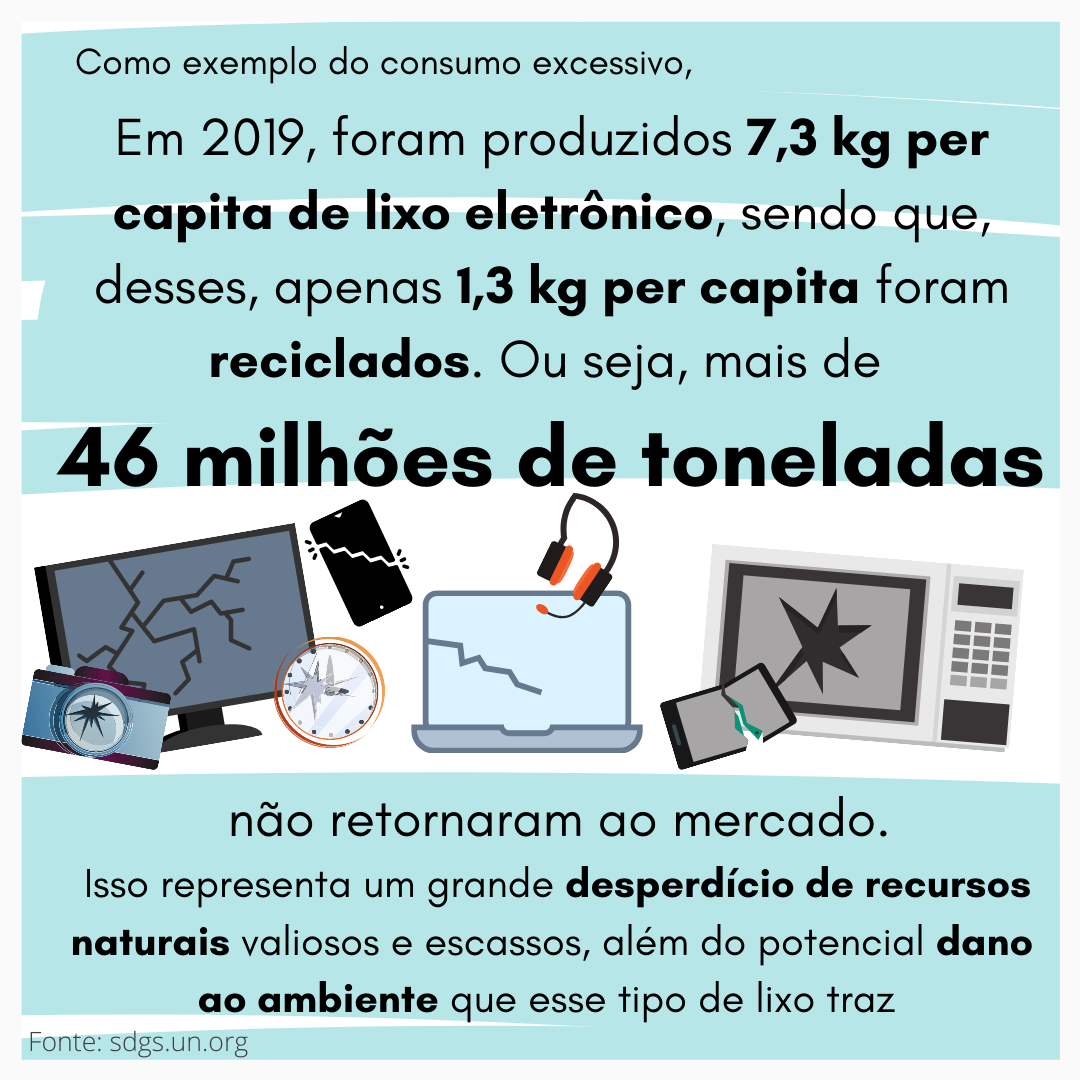 Como exemplo do consumo excessivo,
Em 2019, foram produzidos 7,3 kg per
capita de lixo eletrônico, sendo que,
desses, apenas 1,3 kg per capita foram
reciclados. Ou seja, mais de
46 milhões de toneladas
não retornaram ao mercado.
Isso representa um grande desperdício de recursos
naturais valiosos e escassos, além do potencial dano
ao ambiente que esse tipo de lixo traz
Fonte: sdgs.un.org